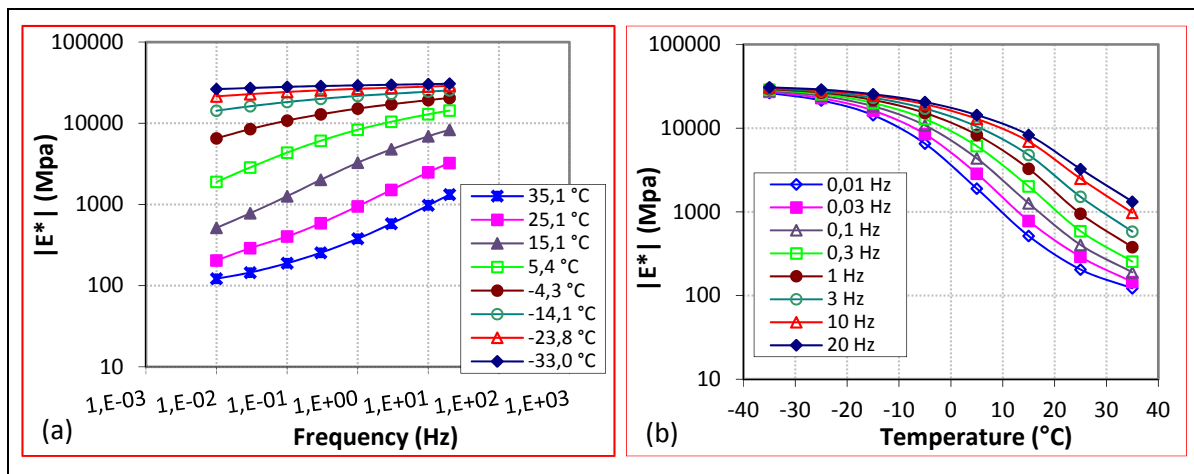 100000
10000
1000
100
10
|E*| (Mpa)
1,E-03
1,E-02
1,E-01
1,E+00
1,E+01
1,E+02
1,E+03
Frequency (Hz)
35,1 °C
25,1 °C
15,1 °C
5,4 °C
-4,3 °C
-14,1 °C
-23,8 °C
-33,0 °C
(a)
100000
10000
1000
100
10
|E*| (Mpa)
-40 -30 -20 -10 0 10 20 30 40
Temperature (°C)
0,01 Hz
0,03 Hz
0,1 Hz
0,3 Hz
1 Hz
3 Hz
10 Hz
20 Hz
(b)